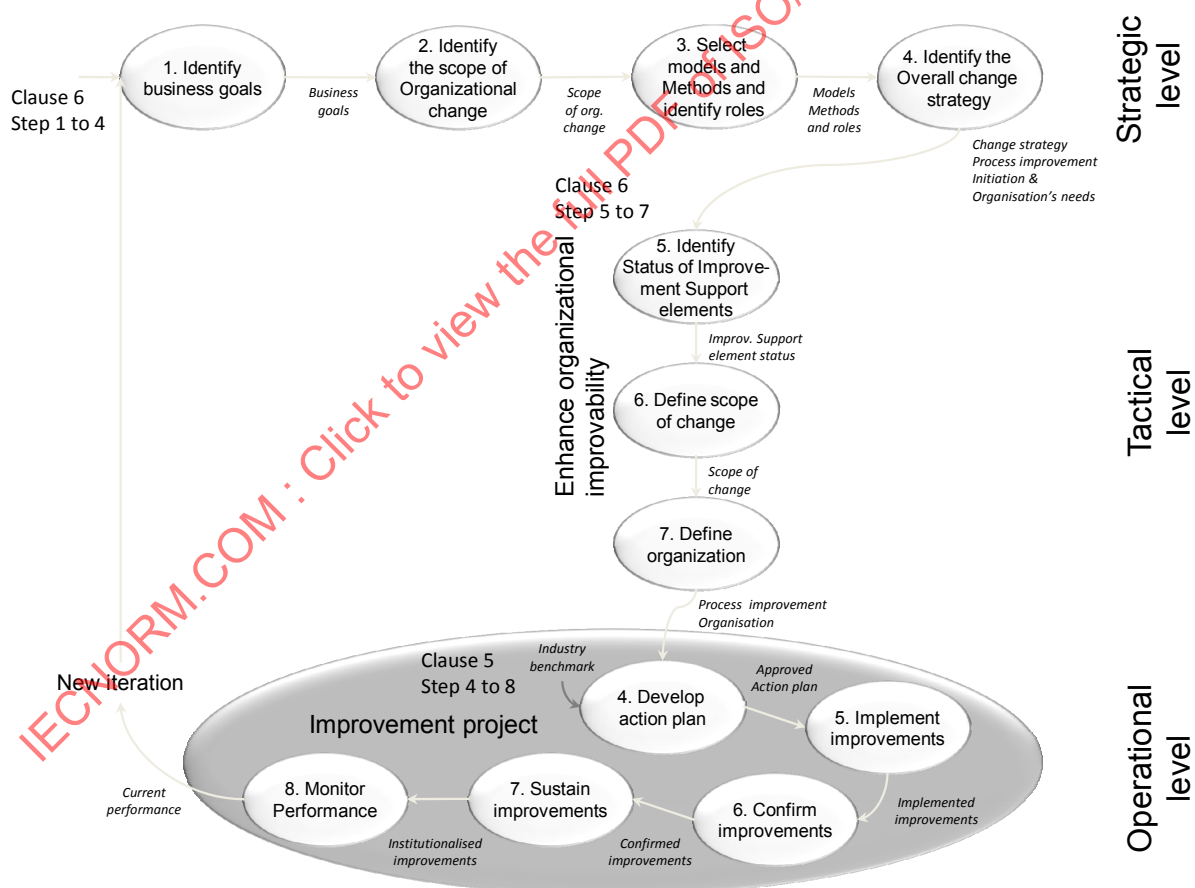 Clause 6
Step 1 to 4
1. Identify
business goals
Business
goals
2. Identify
the scope of
Organizational
change
Scope
of org.
change
3. Select
models and
Methods and
identify roles
Models
Methods
and roles
4. Identify the
Overall change
strategy
Strategic
level
Change strategy
Process improvement
Initiation &
Organisation's needs
Clause 6
Step 5 to 7
Enhance organizational
improvability
5. Identify
Status of Improve-
ment Support
elements
Improv. Support
element status
6. Define scope
of change
Scope of
change
7. Define
organization
Tactical
level
Process improvement
Organisation
Clause 5
Step 4 to 8
Industry
benchmark
Improvement project
4. Develop
action plan
Approved
Action plan
5. Implement
improvements
Implemented
improvements
6. Confirm
improvements
Confirmed
improvements
7. Sustain
improvements
Institutionalised
improvements
8. Monitor
Performance
Current
performance
New iteration
Operational
level
IECNORM.COM : Click to view the full PDF of ISO/